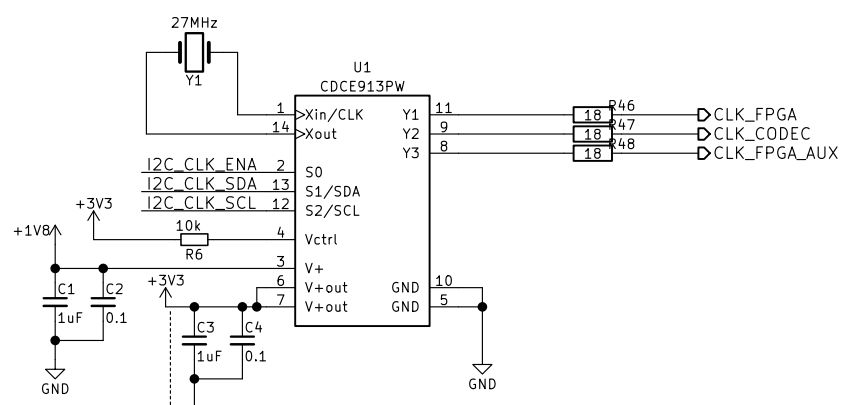 27MHz
Y1
U1
CDCE913PW
1 Xin/CLK Y1 11 18 R46 CLK_FPGA
14 Xout Y2 9 18 R47 CLK_CODEC
Y3 8 18 R48 CLK_FPGA_AUX
I2C_CLK_ENA 2 S0
I2C_CLK_SDA 13 S1/SDA
I2C_CLK_SCL 12 S2/SCL
+3V3
+1V8 10k 4 Vctrl
R6
3 V+
+3V3 6 V+out GND 10
C1 C2 7 V+out GND 5
1uF 0.1 C3 C4
1uF 0.1
GND GND